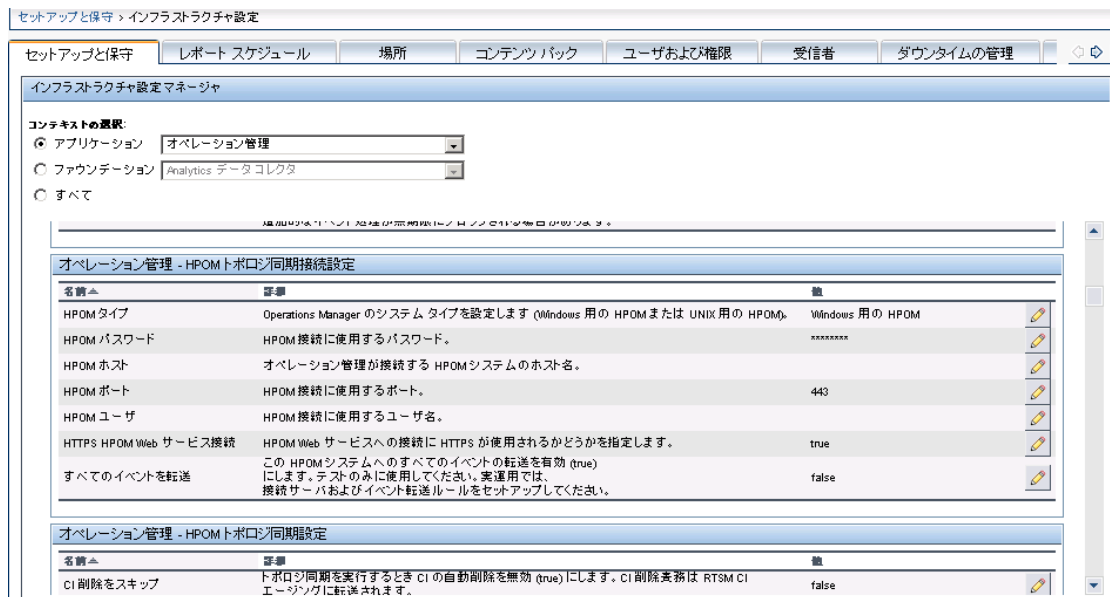 セットアップと保守 › インフラストラクチャ設定
セットアップと保守 レポート スケジュール 場所 コンテンツ パック ユーザおよび権限 受信者 ダウンタイムの管理
インフラストラクチャ設定マネージャ
コンテキストの選択:
アプリケーション オペレーション管理
ファウンデーション Analytics データ コレクタ
すべて
オペレーション管理 - HPOM トポロジ同期接続設定
名前 詳細 値
HPOM タイプ Operations Manager のシステム タイプを設定します (Windows 用の HPOM または UNIX 用の HPOM)。 Windows 用の HPOM
HPOM パスワード HPOM 接続に使用するパスワード。 ********
HPOM ホスト オペレーション管理が接続する HPOM システムのホスト名。
HPOM ポート HPOM 接続に使用するポート。 443
HPOM ユーザ HPOM 接続に使用するユーザ名。
HTTPS HPOM Web サービス接続 HPOM Web サービスへの接続に HTTPS が使用されるかどうかを指定します。 true
すべてのイベントを転送 この HPOM システムへのすべてのイベントの転送を有効 (true)
にします。テストのみに使用してください。実運用では、 false
接続サーバおよびイベント転送ルールをセットアップしてください。
オペレーション管理 - HPOM トポロジ同期設定
名前 詳細 値
CI 削除をスキップ トポロジ同期を実行するとき CI の自動削除を無効 (true) にします。CI 削除責務は RTSM CI false
エージングに転送されます。